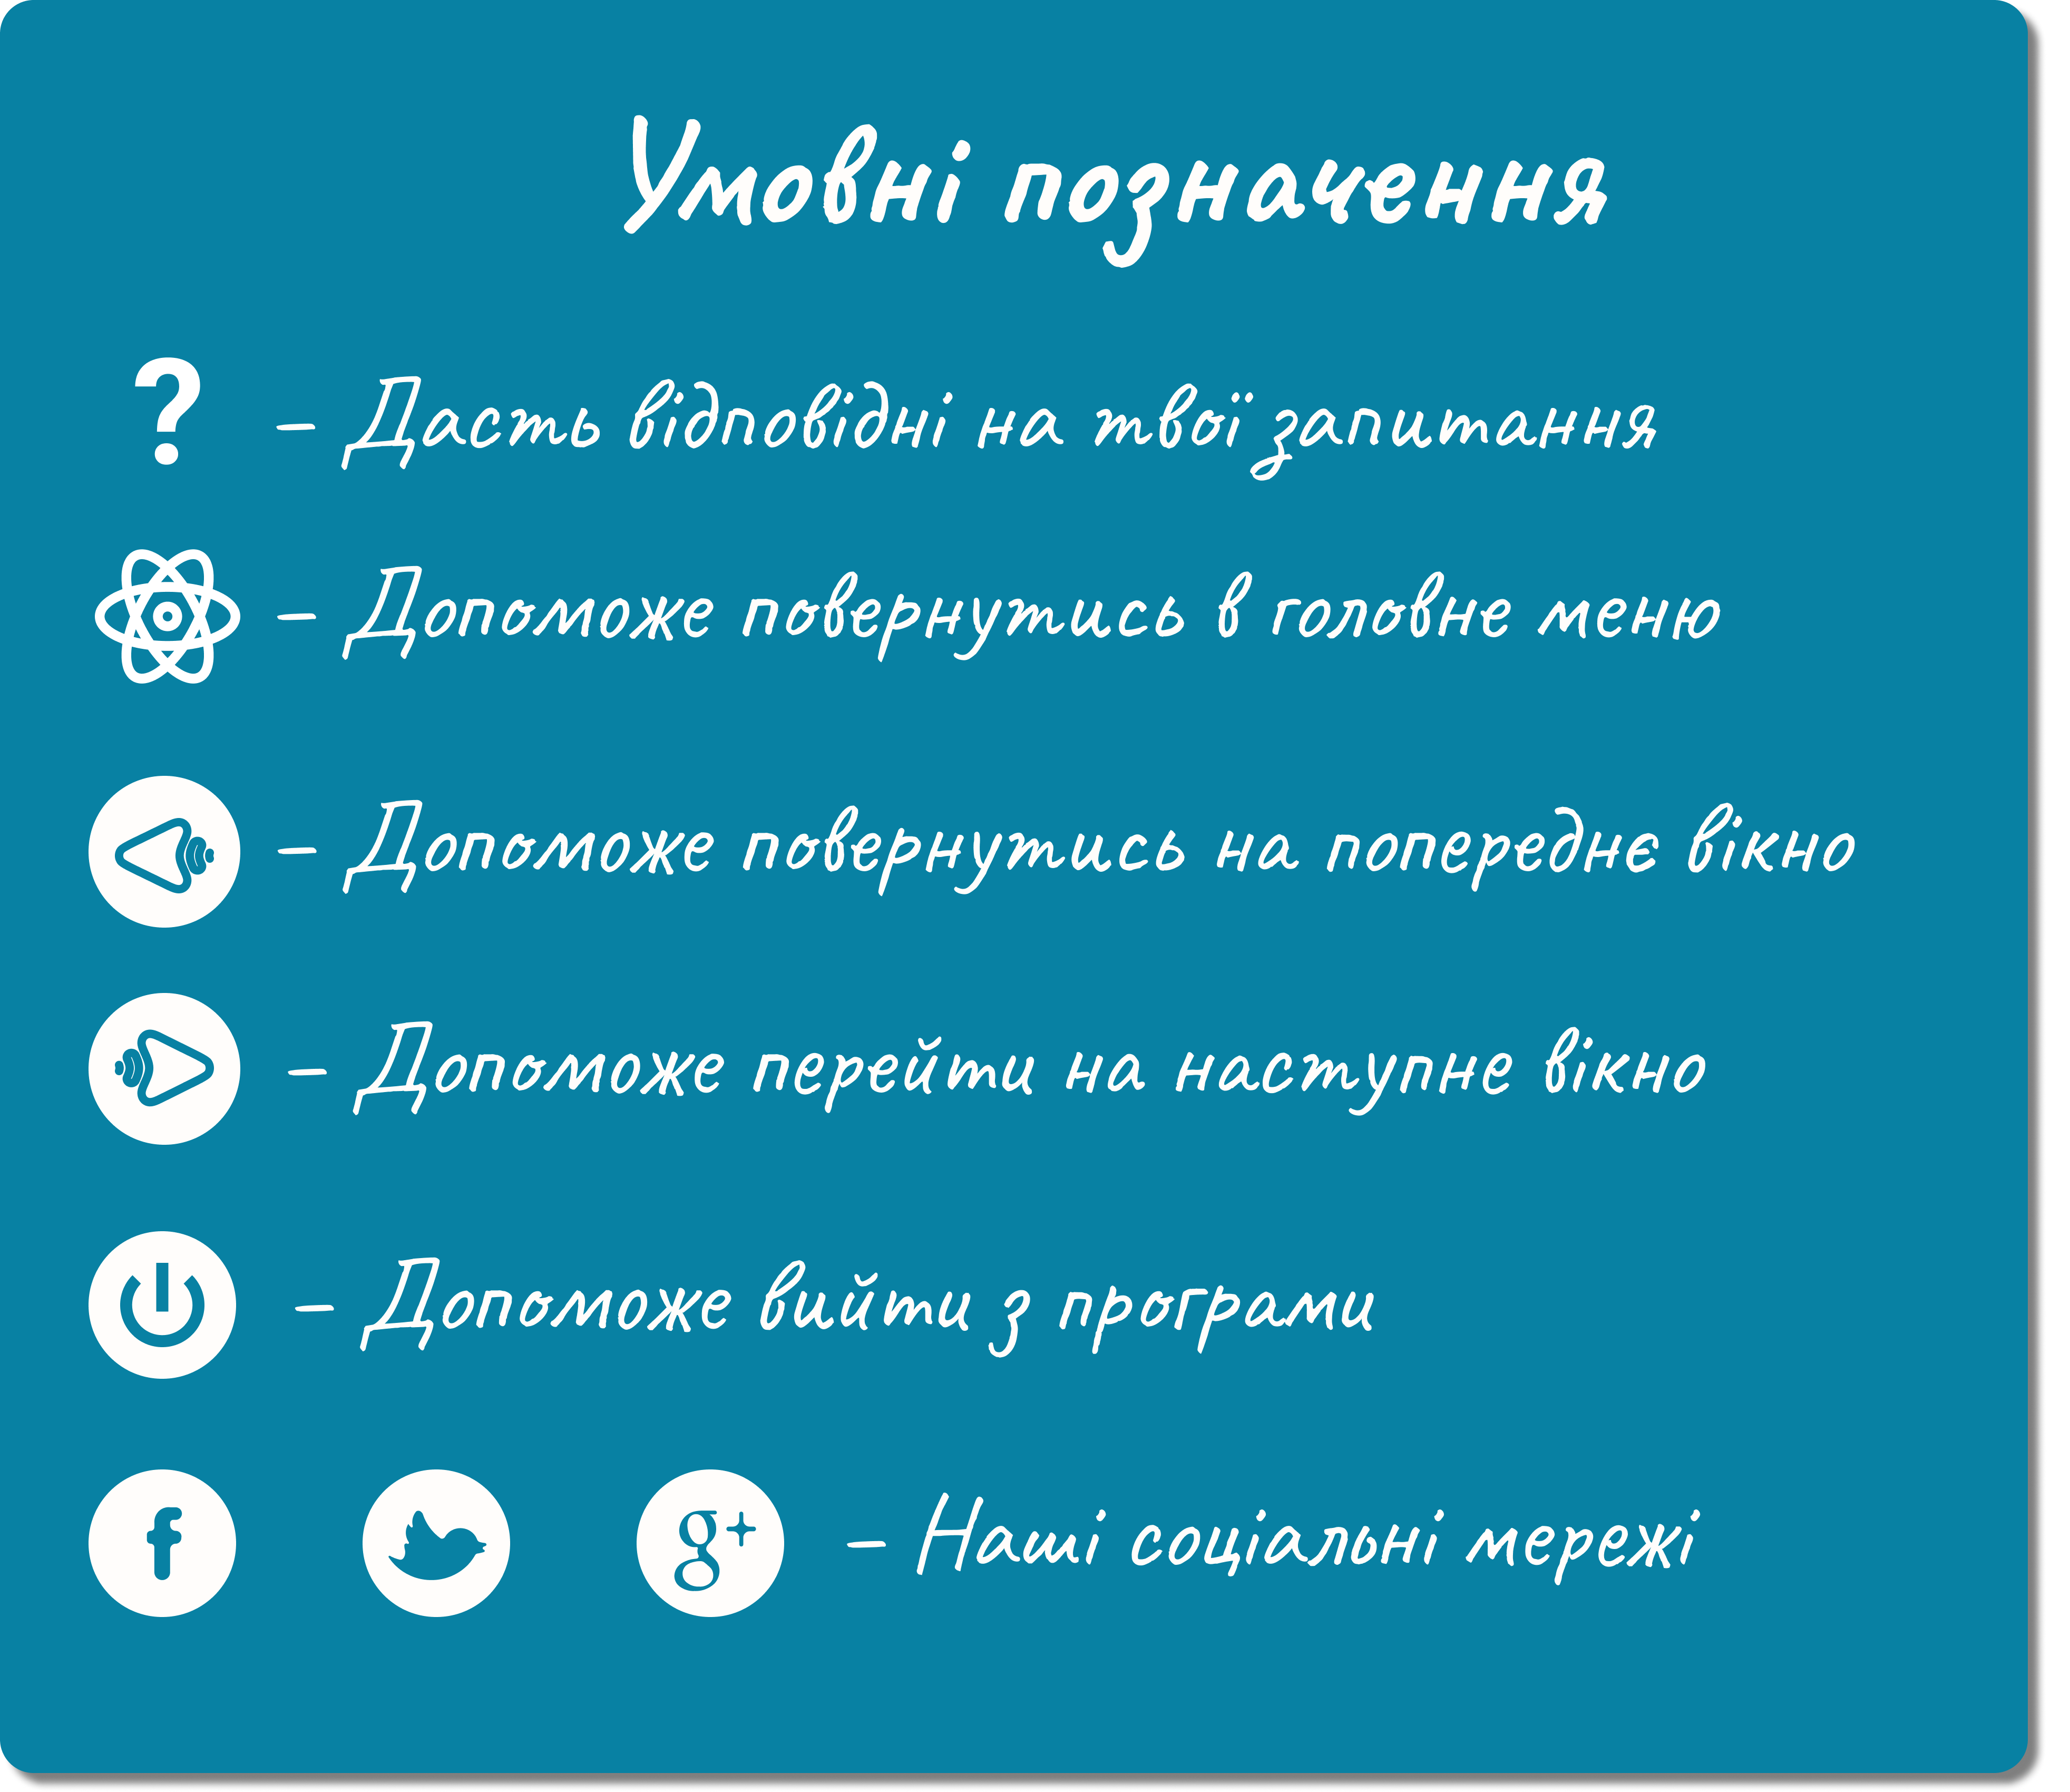 Умовні позначення
? – Дасть відповідні на твої запитання
– Допоможе повернутись в головне меню
– Допоможе повернутись на попереднє вікно
– Допоможе перейти на наступне вікно
– Допоможе вийти з програми
f g+ – Наші соціальні мережі